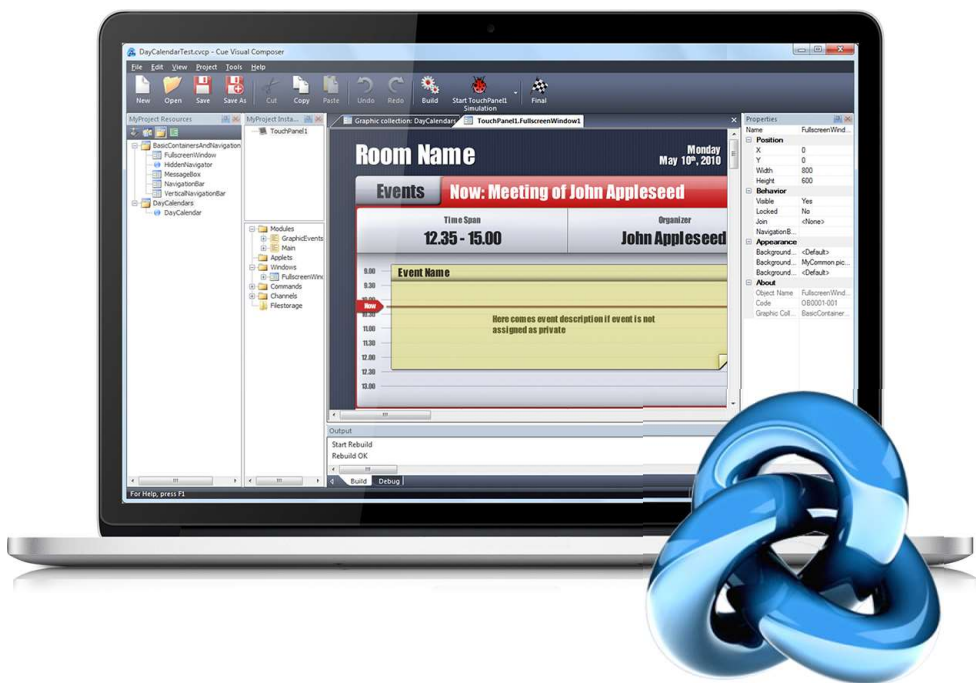 DayCalendarTest.cvcp - Cue Visual Composer
File Edit View Project Tools Help
New Open Save Save As Cut Copy Paste Undo Redo Build Start TouchPanel1 Simulation Final
MyProject Resources
BasicContainersAndNavigation
FullscreenWindow
HiddenNavigator
MessageBox
NavigationBar
VerticalNavigationBar
DayCalendars
DayCalendar
MyProject Insta...
TouchPanel1
Modules
GraphicEvents
Main
Applets
Windows
FullscreenWin
Commands
Channels
Filestorage
Graphic collection: DayCalendars
TouchPanel1.FullscreenWindow1
Room Name
Monday
May 10th, 2010
Events
Now: Meeting of John Appleseed
Time Span
12.35 - 15.00
Organizer
John Appleseed
9.00
Event Name
9.30
Now
10.30
Here comes event description if event is not
11.00
assigned as private
11.30
12.00
12.30
13.00
Output
Start Rebuild
Rebuild OK
Build Debug
For Help, press F1
Properties
Name FullscreenWind...
Position
X 0
Y 0
Width 800
Height 600
Behavior
Visible Yes
Locked No
Join <None>
NavigationB...
Appearance
Background... <Default>
Background... MyCommon.pic...
Background... <Default>
About
Object Name FullscreenWind...
Code OB0001-001
Graphic Coll... BasicContainer...